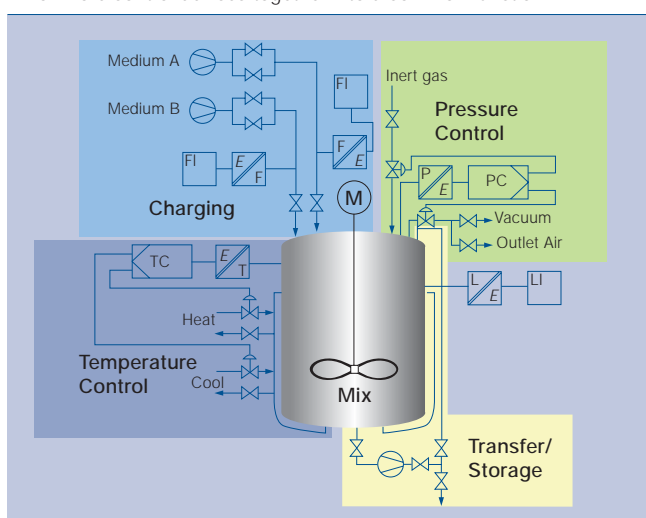 Medium A
Medium B
FI
E
F
Charging
FI
F
E
M
Inert gas
Pressure
Control
P
E
PC
Vacuum
Outlet Air
L
E
LI
TC
E
T
Heat
Temperature
Control
Cool
Mix
Transfer/
Storage